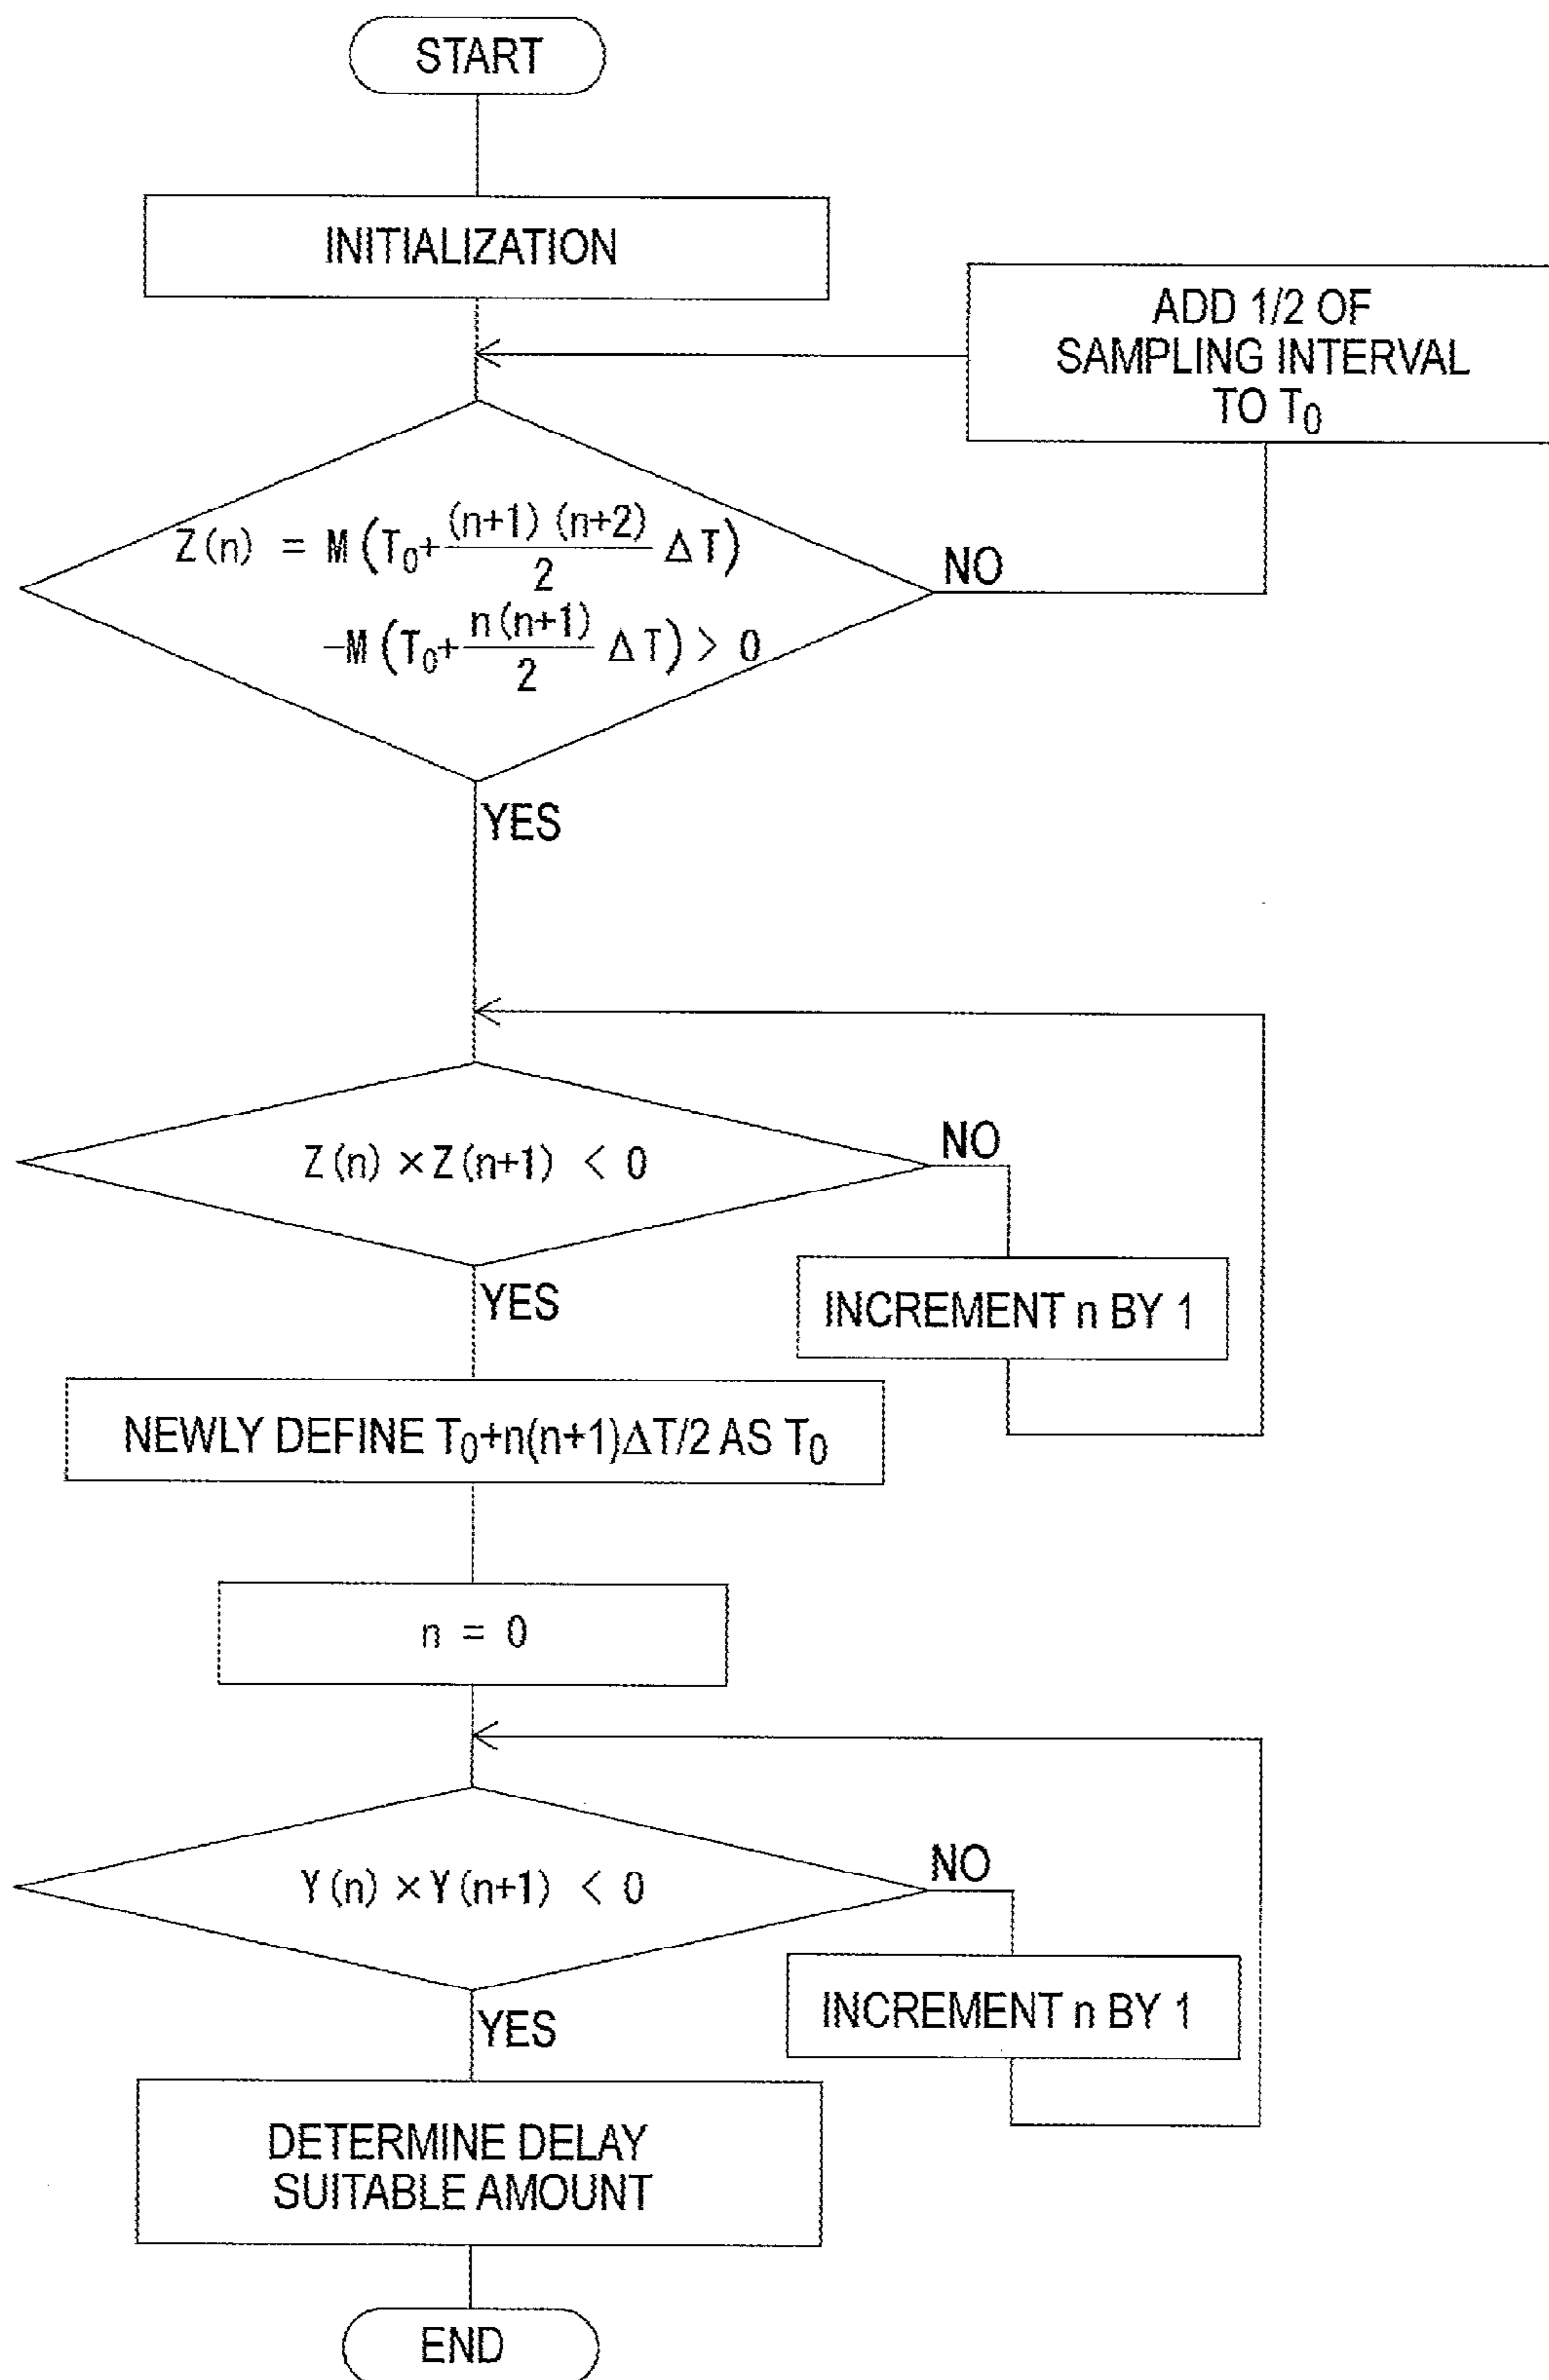 START
INITIALIZATION
ADD 1/2 OF
SAMPLING INTERVAL
TO T₀
Z(n) = M(T₀+(n+1)(n+2)/2 ΔT)
-M(T₀+n(n+1)/2 ΔT) > 0
NO
YES
Z(n)×Z(n+1) < 0
NO
YES
INCREMENT n BY 1
NEWLY DEFINE T₀+n(n+1)ΔT/2 AS T₀
n = 0
Y(n)×Y(n+1) < 0
NO
YES
INCREMENT n BY 1
DETERMINE DELAY
SUITABLE AMOUNT
END